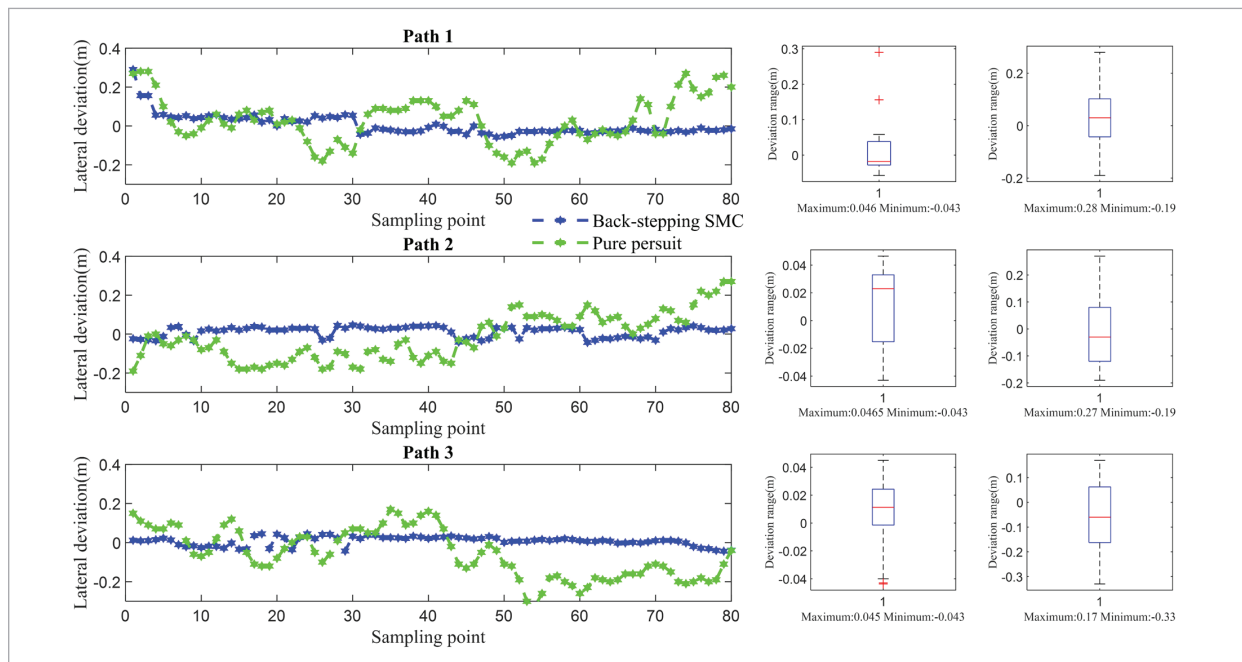 Path 1
Lateral deviation(m)
0.4
0.2
0
-0.2
0 10 20 30 40 50 60 70 80
Sampling point
Back-stepping SMC
Pure persuit
Deviation range(m)
0.3
0.2
0.1
0
1
Maximum:0.046 Minimum:-0.043
Deviation range(m)
0.2
0
-0.2
1
Maximum:0.28 Minimum:-0.19
Path 2
Lateral deviation(m)
0.4
0.2
0
-0.2
0 10 20 30 40 50 60 70 80
Sampling point
Deviation range(m)
0.04
0.02
0
-0.02
-0.04
1
Maximum:0.0465 Minimum:-0.043
Deviation range(m)
0.2
0.1
0
-0.1
-0.2
1
Maximum:0.27 Minimum:-0.19
Path 3
Lateral deviation(m)
0.4
0.2
0
-0.2
0 10 20 30 40 50 60 70 80
Sampling point
Deviation range(m)
0.04
0.02
0
-0.02
-0.04
1
Maximum:0.045 Minimum:-0.043
Deviation range(m)
0.1
0
-0.1
-0.2
-0.3
1
Maximum:0.17 Minimum:-0.33